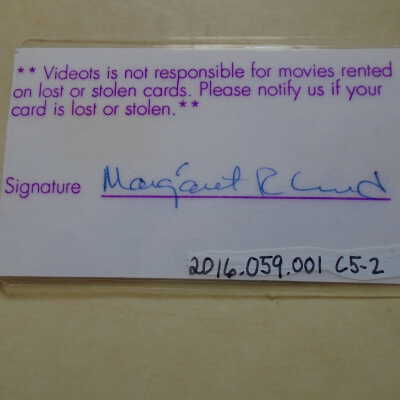 ** Videots is not responsible for movies rented
on lost or stolen cards. Please notify us if your
card is lost or stolen.**
Signature Margaret R
2016.059.001 C5-2